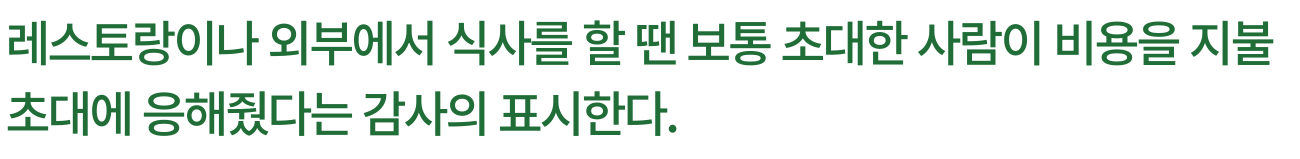 레스토랑이나 외부에서 식사를 할 땐 보통 초대한 사람이 비용을 지불
초대에 응해줬다는 감사의 표시한다.